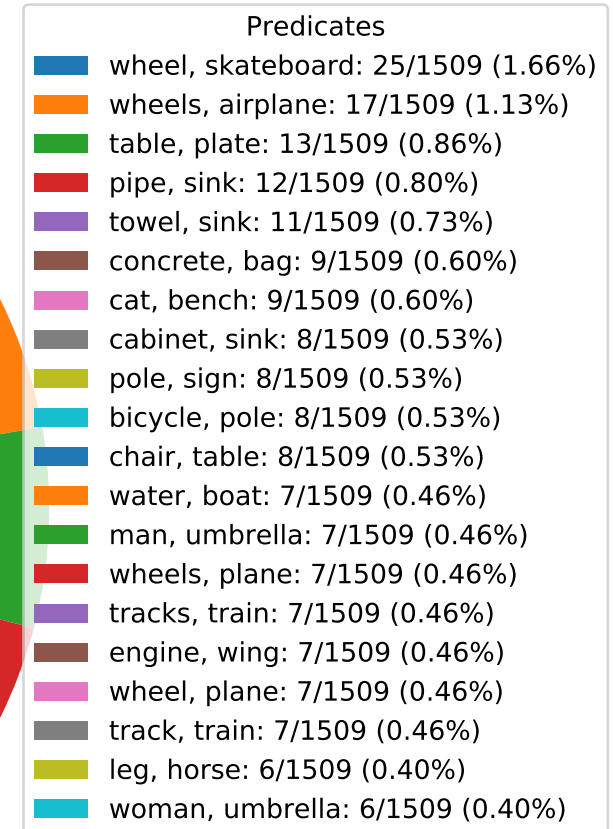 Predicates
wheel, skateboard: 25/1509 (1.66%)
wheels, airplane: 17/1509 (1.13%)
table, plate: 13/1509 (0.86%)
pipe, sink: 12/1509 (0.80%)
towel, sink: 11/1509 (0.73%)
concrete, bag: 9/1509 (0.60%)
cat, bench: 9/1509 (0.60%)
cabinet, sink: 8/1509 (0.53%)
pole, sign: 8/1509 (0.53%)
bicycle, pole: 8/1509 (0.53%)
chair, table: 8/1509 (0.53%)
water, boat: 7/1509 (0.46%)
man, umbrella: 7/1509 (0.46%)
wheels, plane: 7/1509 (0.46%)
tracks, train: 7/1509 (0.46%)
engine, wing: 7/1509 (0.46%)
wheel, plane: 7/1509 (0.46%)
track, train: 7/1509 (0.46%)
leg, horse: 6/1509 (0.40%)
woman, umbrella: 6/1509 (0.40%)